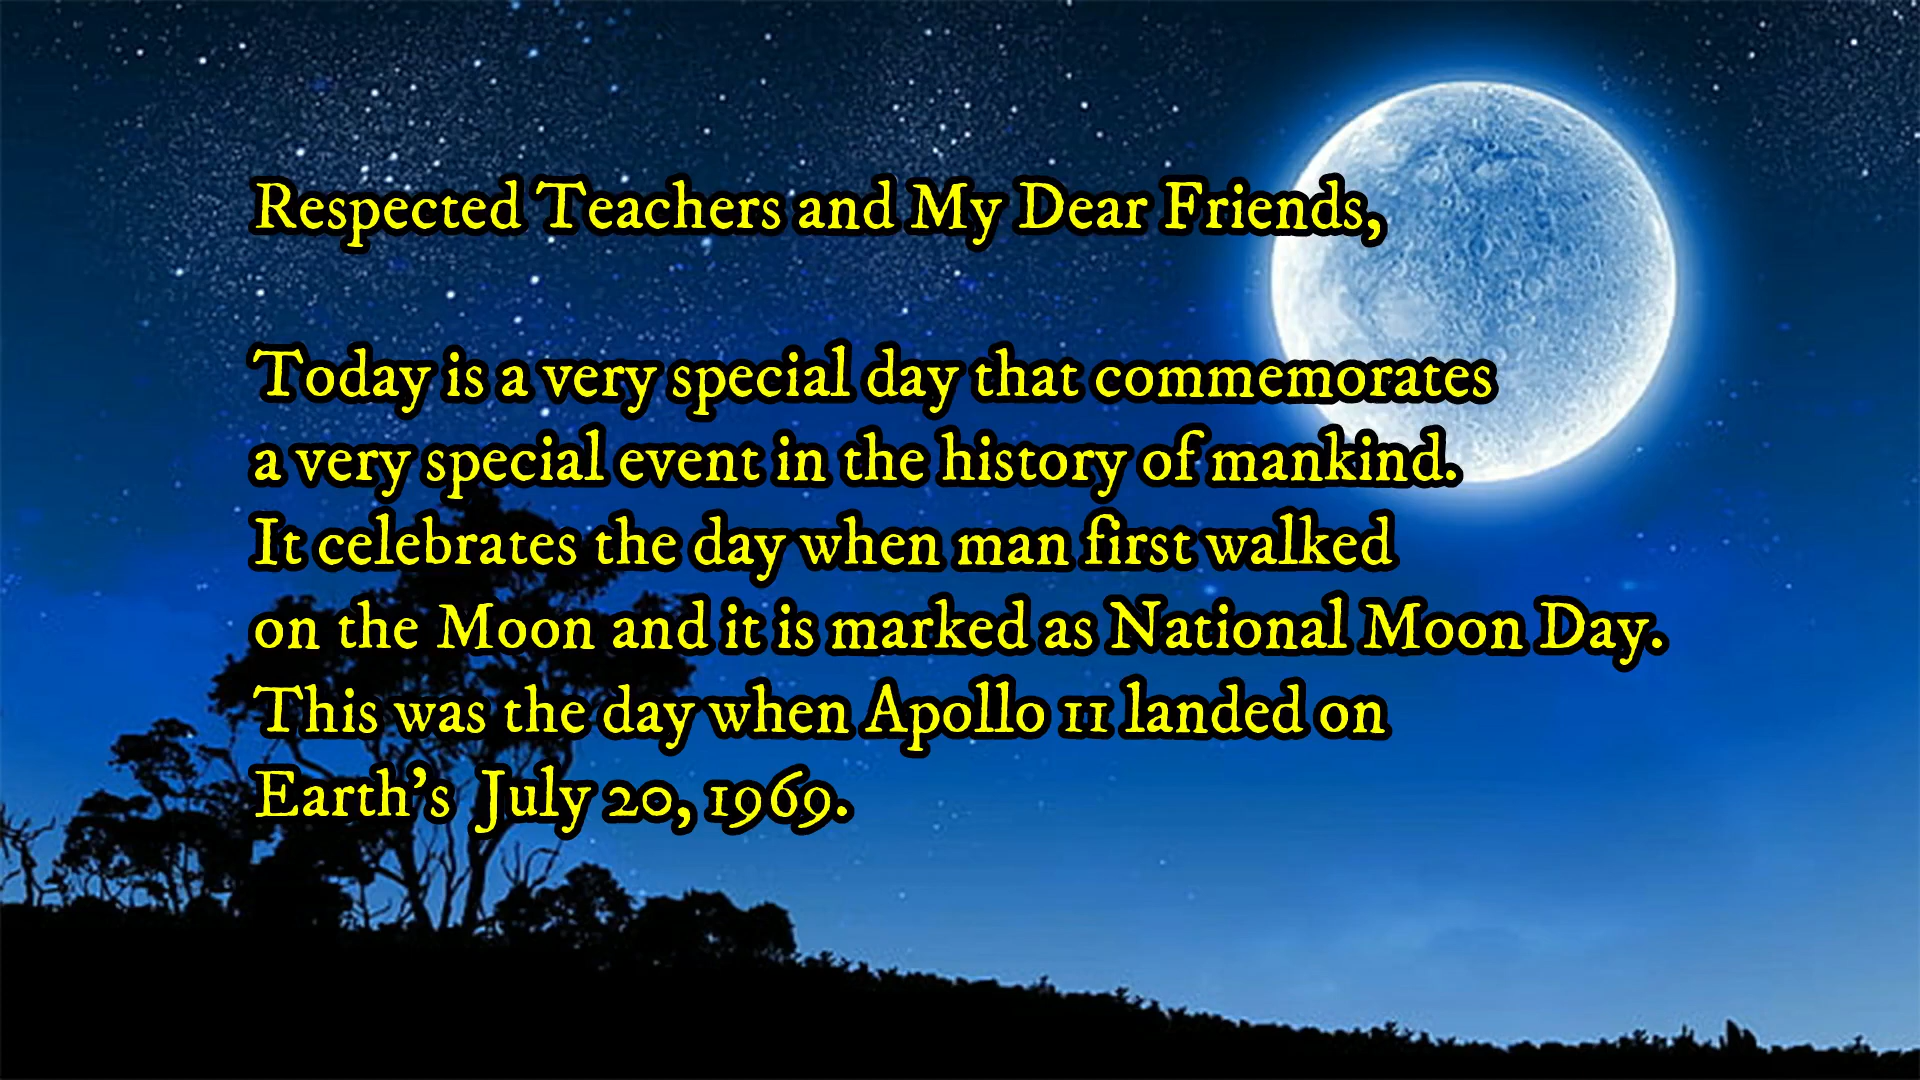 Respected Teachers and My Dear Friends,
Today is a very special day that commemorates
a very special event in the history of mankind.
It celebrates the day when man first walked
on the Moon and it is marked as National Moon Day.
This was the day when Apollo 11 landed on
Earth’s  July 20, 1969.